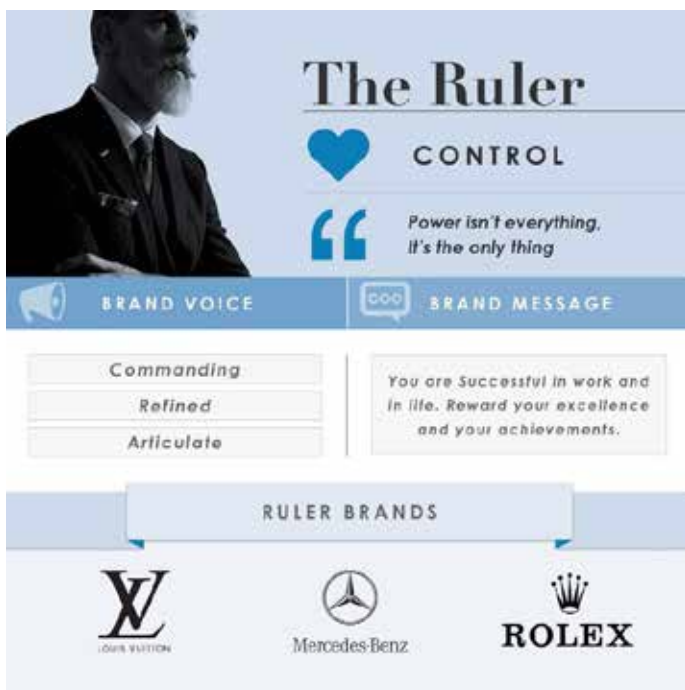 The Ruler
CONTROL
Power isn't everything,
it's the only thing
BRAND VOICE
BRAND MESSAGE
Commanding
Refined
Articulate
You are Successful in work and
in life. Reward your excellence
and your achievements.
RULER BRANDS
LV
LOUIS VUITTON
Mercedes-Benz
ROLEX